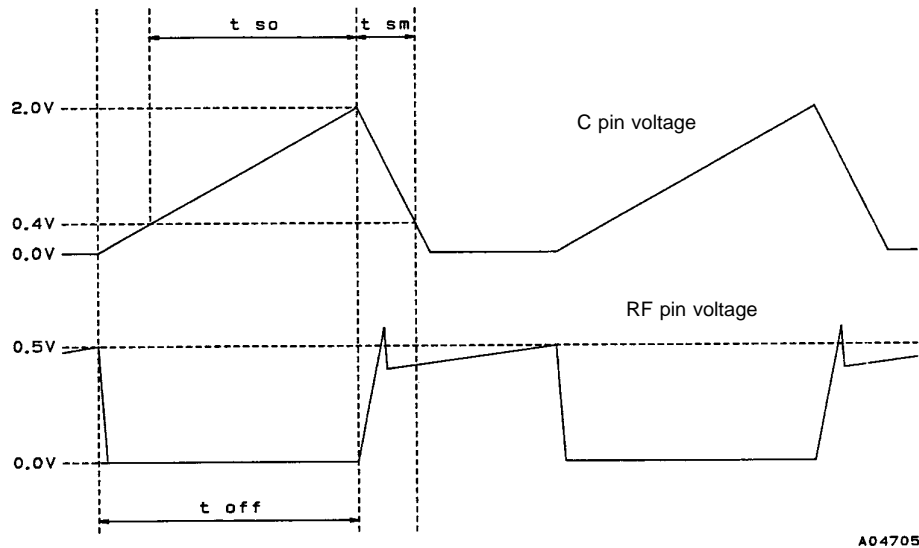 t so
t sm
2.0V
C pin voltage
0.4V
0.0V
RF pin voltage
0.5V
0.0V
t off
A04705